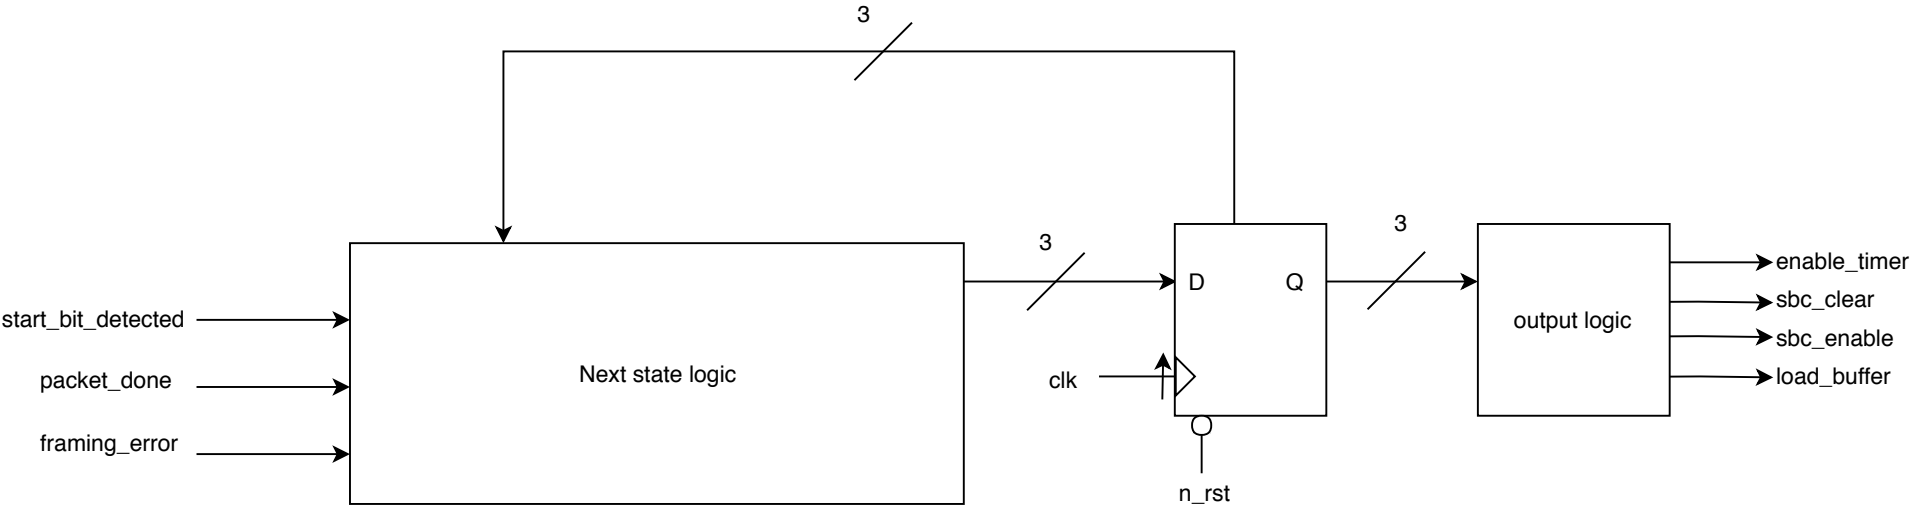 3
3
3
D
Q
enable_timer
sbc_clear
start_bit_detected
output logic
sbc_enable
Next state logic
packet_done
clk
load_buffer
framing_error
n_rst